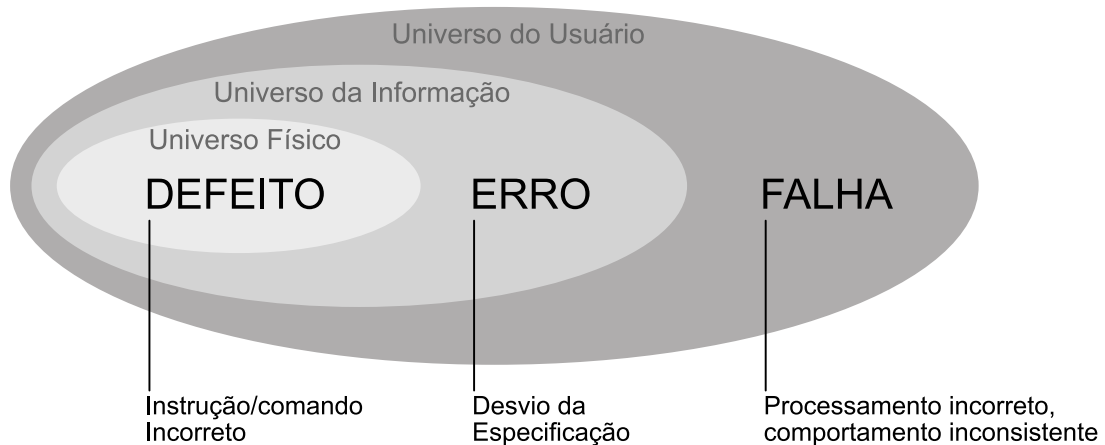 Universo do Usuário
Universo da Informação
Universo Físico
DEFEITO
ERRO
FALHA
Instrução/comando
Incorreto
Desvio da
Especificação
Processamento incorreto,
comportamento inconsistente